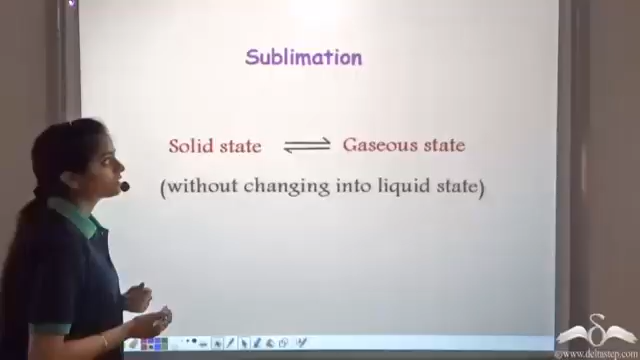 Sublimation
Solid state ⇌ Gaseous state
(without changing into liquid state)
©www.deltastep.com